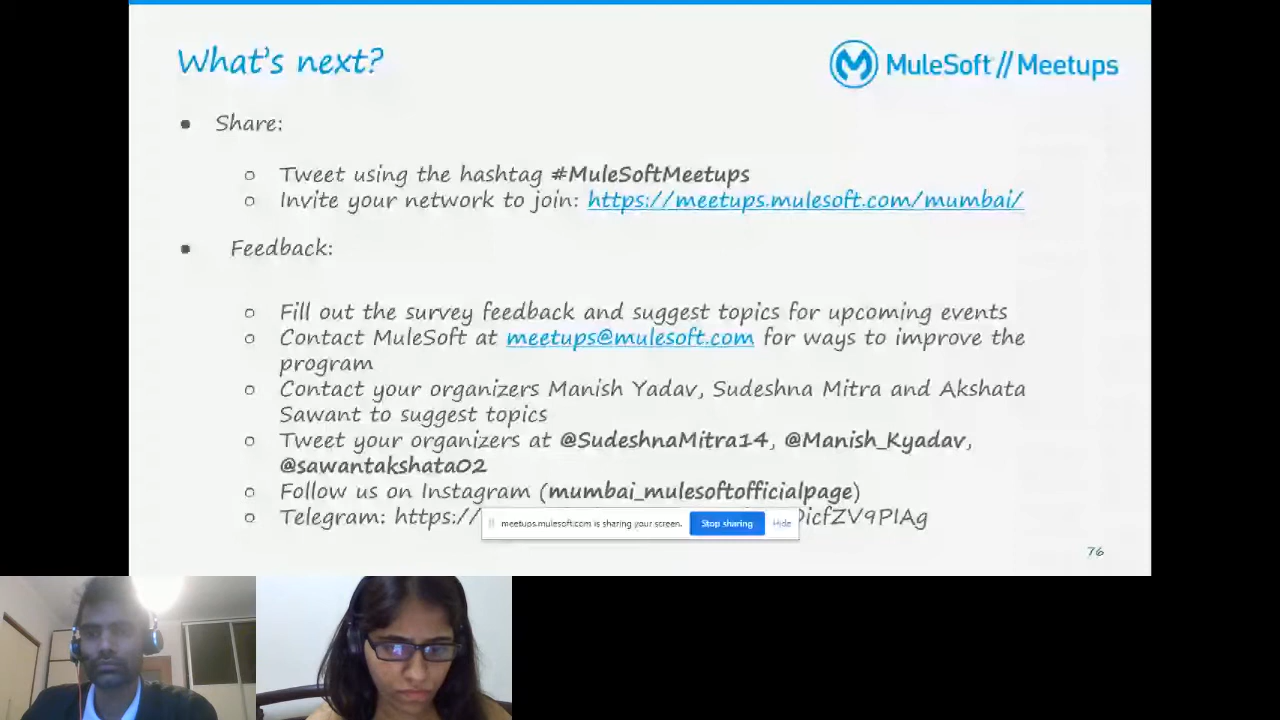 What's next?
MuleSoft // Meetups
Share:
Tweet using the hashtag #MuleSoftMeetups
Invite your network to join: https://meetups.mulesoft.com/mumbai/
Feedback:
Fill out the survey feedback and suggest topics for upcoming events
Contact MuleSoft at meetups@mulesoft.com for ways to improve the
program
Contact your organizers Manish Yadav, Sudeshna Mitra and Akshata
Sawant to suggest topics
Tweet your organizers at @SudeshnaMitra14, @Manish_Kyadav,
@sawantakshata02
Follow us on Instagram (mumbai_mulesoftofficialpage)
Telegram: https://
meetups.mulesoft.com is sharing your screen. Stop sharing Hide
76